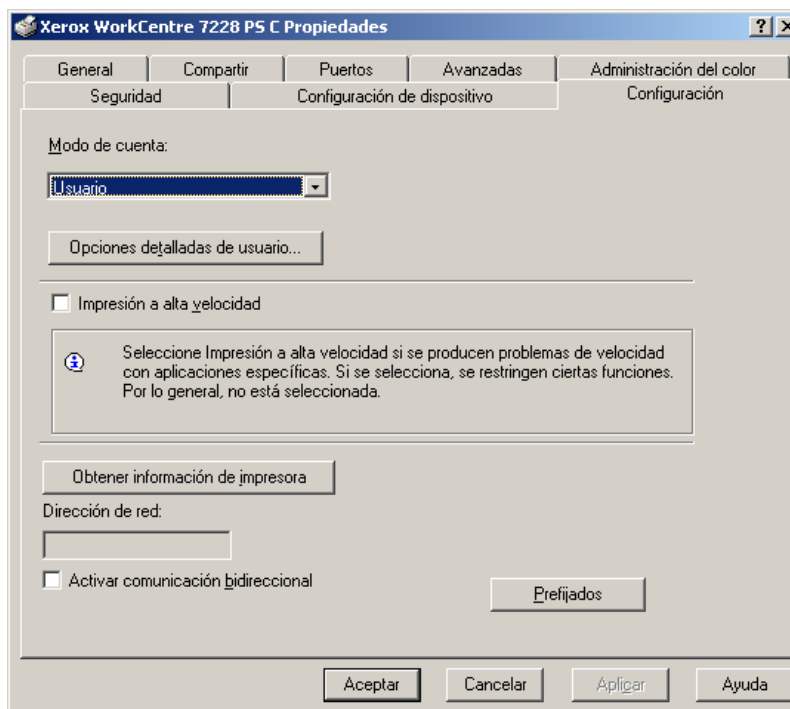 Xerox WorkCentre 7228 PS C Propiedades
General Compartir Puertos Avanzadas Administración del color
Seguridad Configuración de dispositivo Configuración
Modo de cuenta:
Usuario
Opciones detalladas de usuario...
Impresión a alta velocidad
Seleccione Impresión a alta velocidad si se producen problemas de velocidad
con aplicaciones específicas. Si se selecciona, se restringen ciertas funciones.
Por lo general, no está seleccionada.
Obtener información de impresora
Dirección de red:
Activar comunicación bidireccional
Prefijados
Aceptar Cancelar Aplicar Ayuda